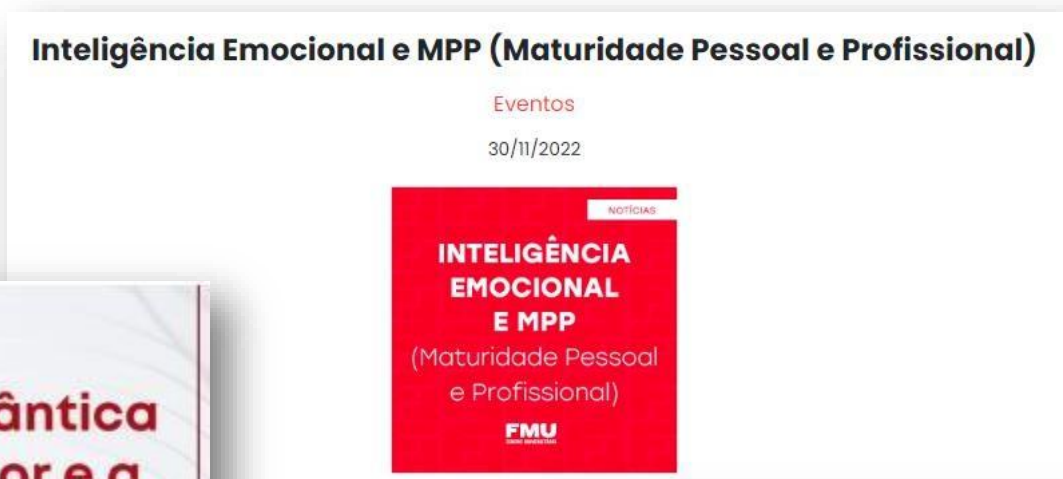 Inteligência Emocional e MPP (Maturidade Pessoal e Profissional)
Eventos
30/11/2022
NOTÍCIAS
INTELIGÊNCIA
EMOCIONAL
E MPP
(Maturidade Pessoal
e Profissional)
FMU
ântica
or e a